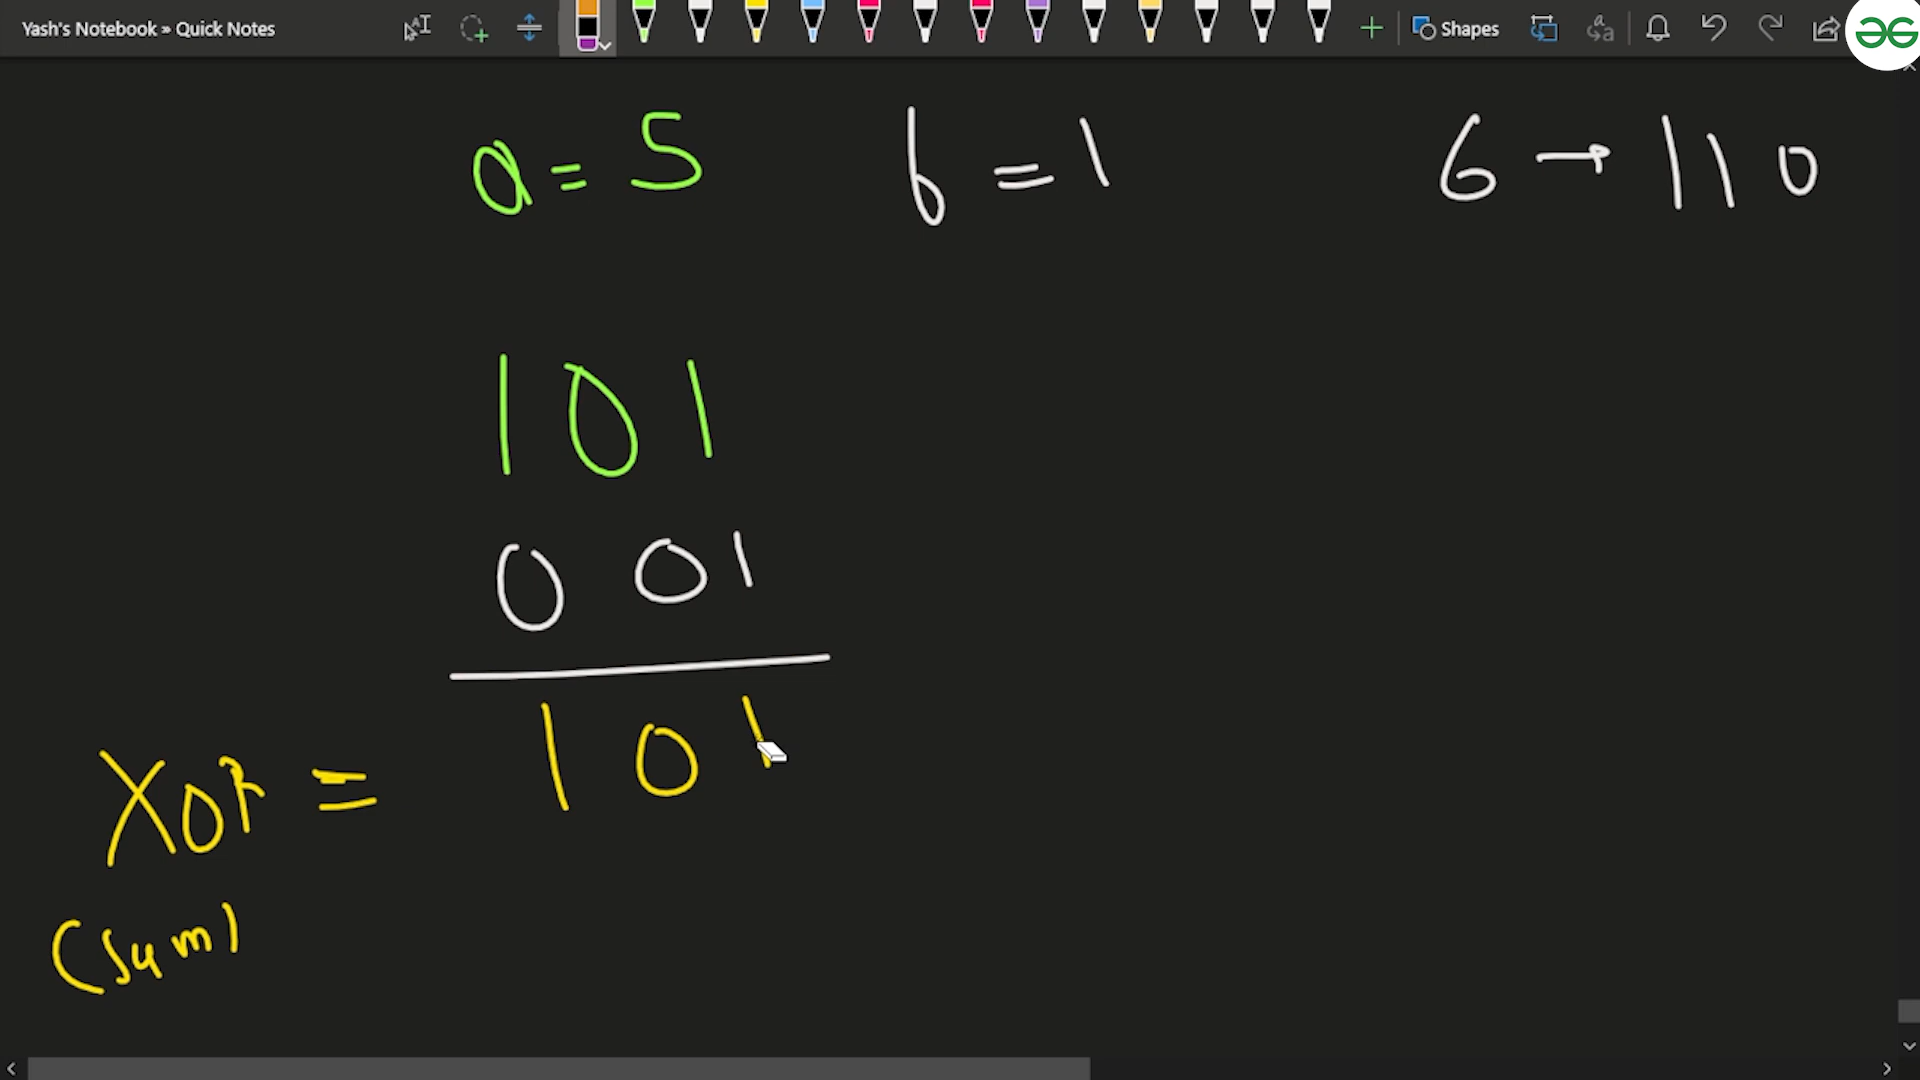 Yash's Notebook » Quick Notes
Shapes
a = 5 b = 1 6 → 110
101
001
XOR = 101
(sum)